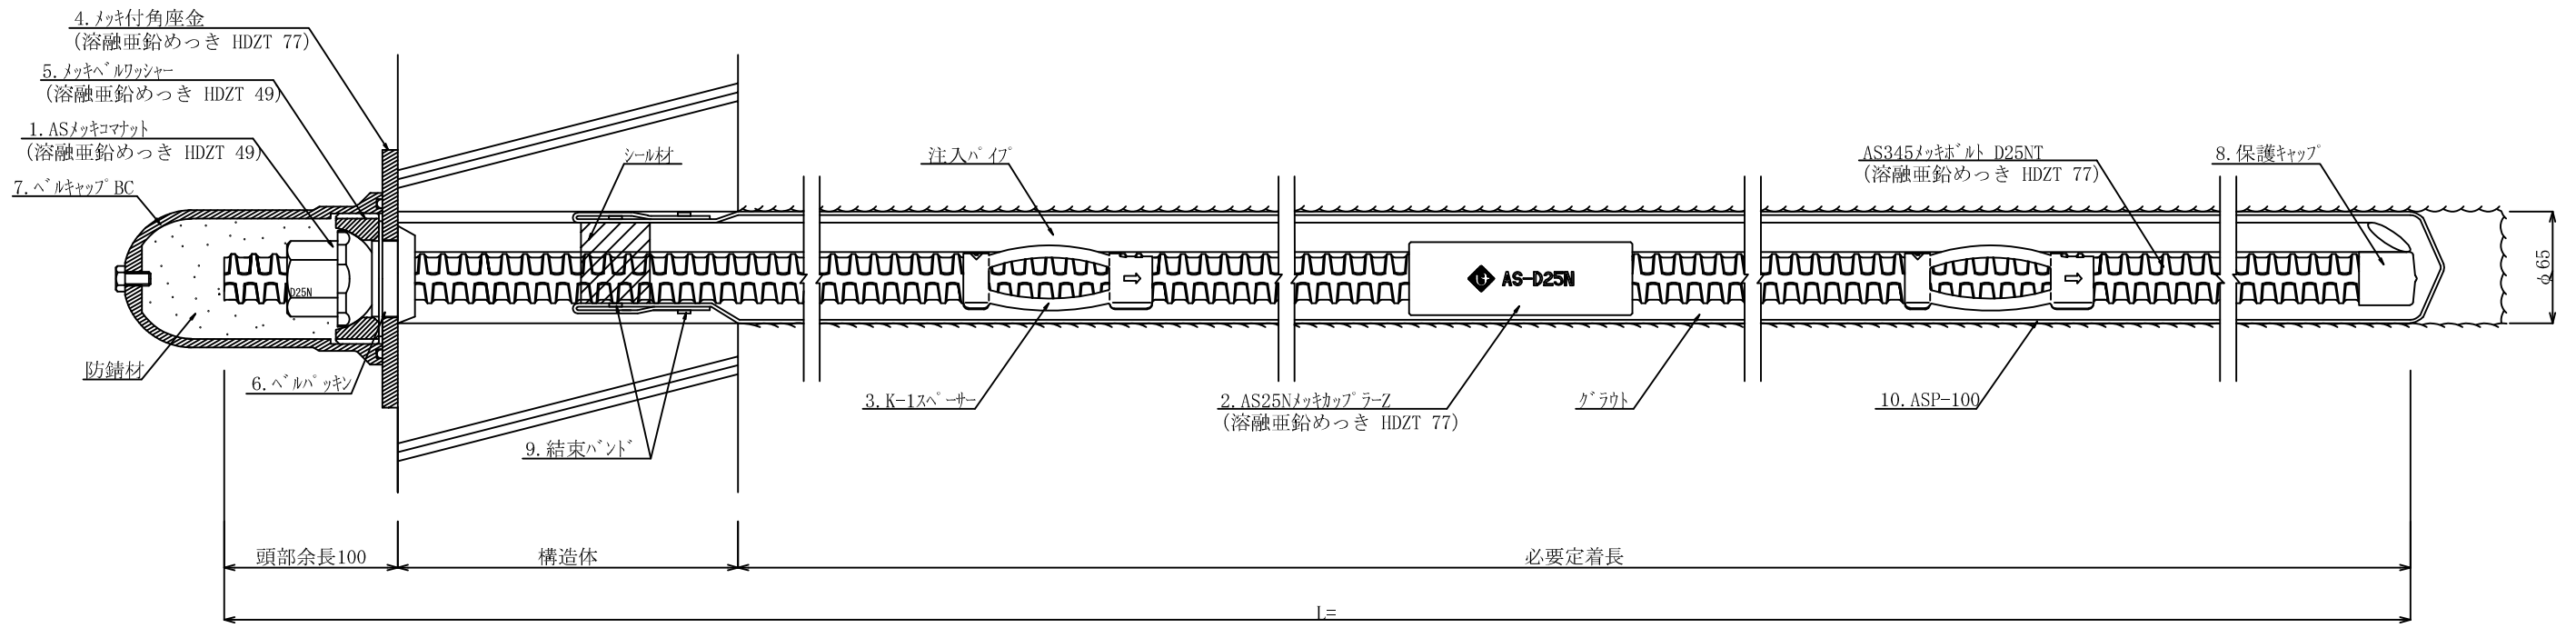 4.ﾒｯｷ付角座金
(溶融亜鉛めっき HDZT 77)
5.ﾒｯｷﾍﾞﾙﾜｯｼｬｰ
(溶融亜鉛めっき HDZT 49)
1.ASﾒｯｷｺﾏﾅｯﾄ
(溶融亜鉛めっき HDZT 49)
7.ﾍﾞﾙｷｬｯﾌﾟBC
ｼｰﾙ材
注入ﾊﾟｲﾌﾟ
AS345ﾒｯｷﾎﾞﾙﾄ D25NT
(溶融亜鉛めっき HDZT 77)
8.保護ｷｬｯﾌﾟ
D25N
AS-D25N
φ65
防錆材
6.ﾍﾞﾙﾊﾟｯｷﾝ
9.結束ﾊﾞﾝﾄﾞ
3.K-1ｽﾍﾟｰｻｰ
2.AS25NﾒｯｷｶｯﾌﾟﾗｰZ
(溶融亜鉛めっき HDZT 77)
ｸﾞﾗｳﾄ
10.ASP-100
頭部余長100
構造体
必要定着長
L=